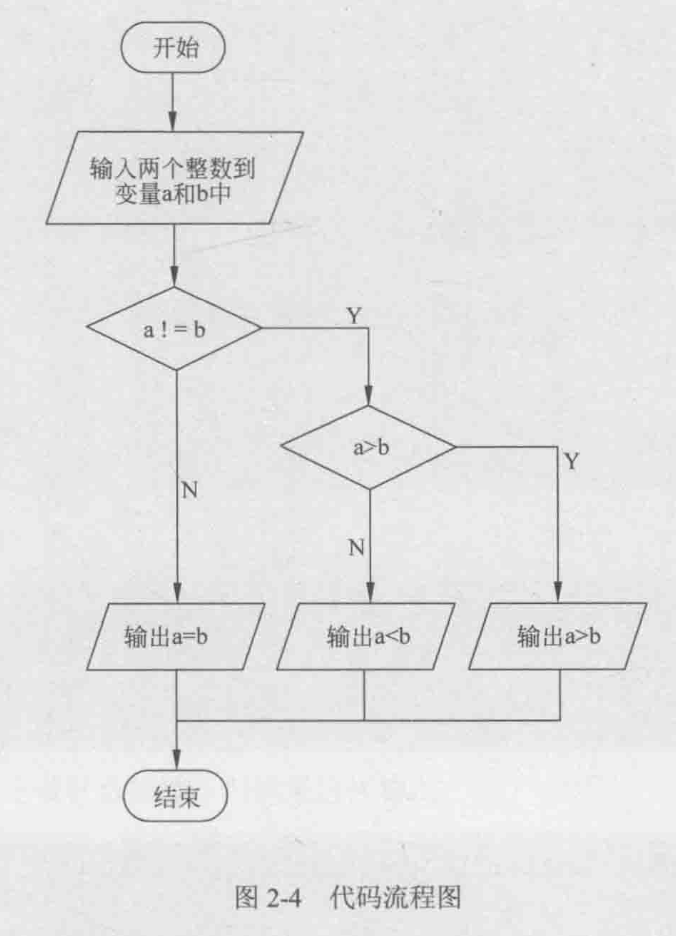 开始
输入两个整数到
变量a和b中
a != b
Y
a>b
Y
N
N
输出a=b
输出a<b
输出a>b
结束
图 2-4 代码流程图